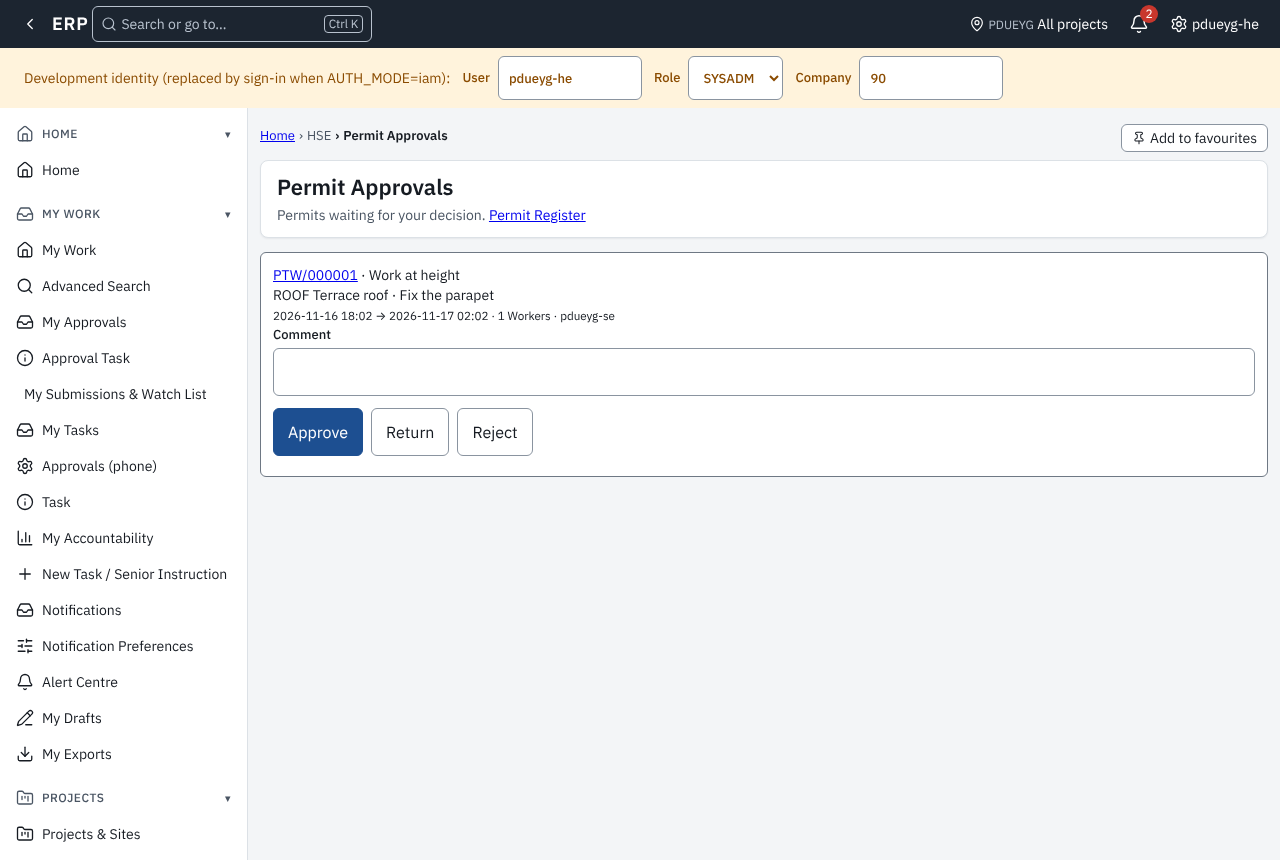 ERP
Search or go to...
Ctrl K
PDUEYG All projects
2
pdueyg-he
Development identity (replaced by sign-in when AUTH_MODE=iam):
User
pdueyg-he
Role
SYSADM
Company
90
HOME
Home
MY WORK
My Work
Advanced Search
My Approvals
Approval Task
My Submissions & Watch List
My Tasks
Approvals (phone)
Task
My Accountability
New Task / Senior Instruction
Notifications
Notification Preferences
Alert Centre
My Drafts
My Exports
PROJECTS
Projects & Sites
Home › HSE › Permit Approvals
Add to favourites
Permit Approvals
Permits waiting for your decision. Permit Register
PTW/000001 · Work at height
ROOF Terrace roof · Fix the parapet
2026-11-16 18:02 → 2026-11-17 02:02 · 1 Workers · pdueyg-se
Comment
Approve
Return
Reject